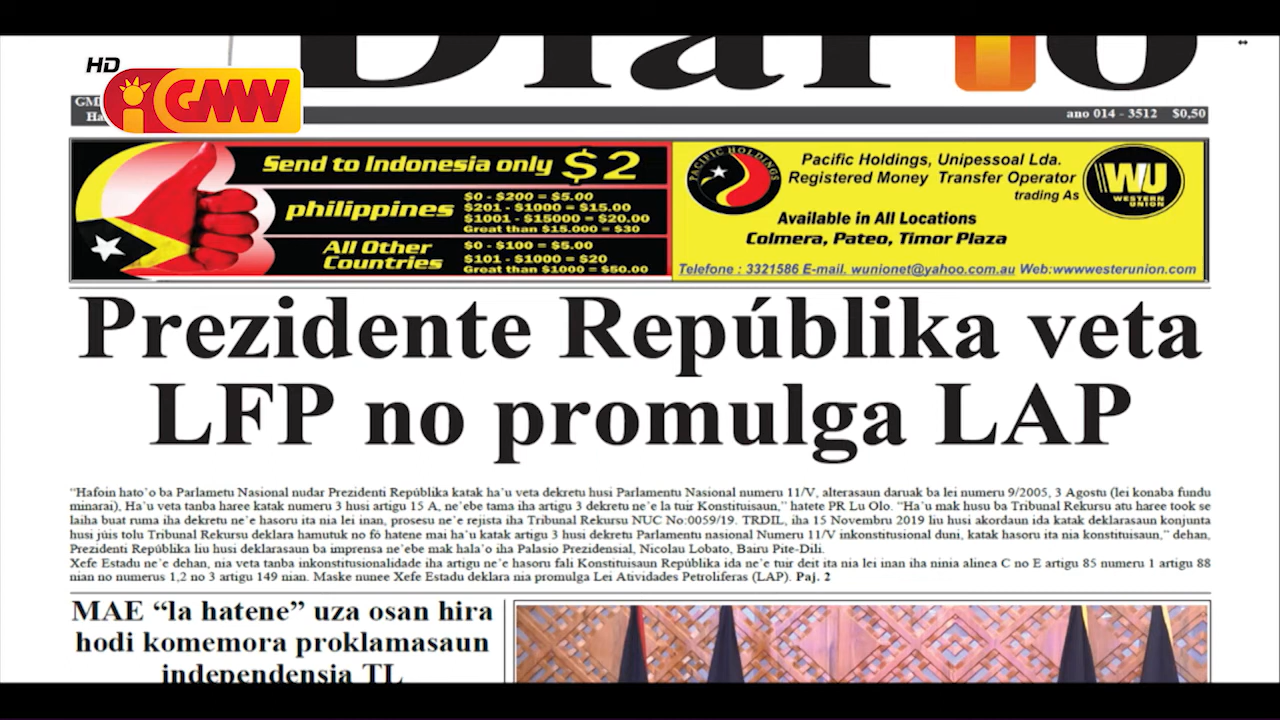 Diário
HD
GMN
GM
Ha
ano 014 - 3512 $0,50
Send to Indonesia only $2
philippines
$0 - $200 = $5.00
$201 - $1000 = $15.00
$1001 - $15000 = $20.00
Great than $15.000 = $30
All Other
Countries
$0 - $100 = $5.00
$101 - $1000 = $20
Great than $1000 = $50.00
PACIFIC HOLDINGS
Pacific Holdings, Unipessoal Lda.
Registered Money Transfer Operator
trading As
WU
WESTERN
UNION
Available in All Locations
Colmera, Pateo, Timor Plaza
Telefone : 3321586 E-mail. wunionet@yahoo.com.au Web:wwwwesterunion.com
Prezidente Repúblika veta
LFP no promulga LAP
“Hafoin hato’o ba Parlametu Nasional nudar Prezidenti Repúblika katak ha’u veta dekretu husi Parlamentu Nasional numeru 11/V, alterasaun daruak ba lei numeru 9/2005, 3 Agostu (lei konaba fundu
minarai), Ha’u veta tanba haree katak numeru 3 husi artigu 15 A, ne’ebe tama iha artigu 3 dekretu ne’e la tuir Konstituisaun,” hatete PR Lu Olo. “Ha’u mak husu ba Tribunal Rekursu atu haree took se
laiha buat ruma iha dekretu ne’e hasoru ita nia lei inan, prosesu ne’e rejista iha Tribunal Rekursu NUC No:0059/19. TRDIL, iha 15 Novembru 2019 liu husi akordaun ida katak deklarasaun konjunta
husi júis tolu Tribunal Rekursu deklara hamutuk no fó hatene mai ha’u katak artigu 3 husi dekretu Parlamentu nasional Numeru 11/V inkonstitusional duni, katak hasoru ita nia konstituisaun,” dehan,
Prezidenti Repúblika liu husi deklarasaun ba imprensa ne’ebe mak hala’o iha Palasio Prezidensial, Nicolau Lobato, Bairu Pite-Dili.
Xefe Estadu ne’e dehan, nia veta tanba inkonstitusionalidade iha artigu ne’e hasoru fali Konstituisaun Repúblika ida ne’e tuir deit ita nia lei inan iha ninia alinea C no E artigu 85 numeru 1 artigu 88
nian no numerus 1,2 no 3 artigu 149 nian. Maske nunee Xefe Estadu deklara nia promulga Lei Atividades Petroliferas (LAP). Paj. 2
MAE “la hatene” uza osan hira
hodi komemora proklamasaun
independensia TL